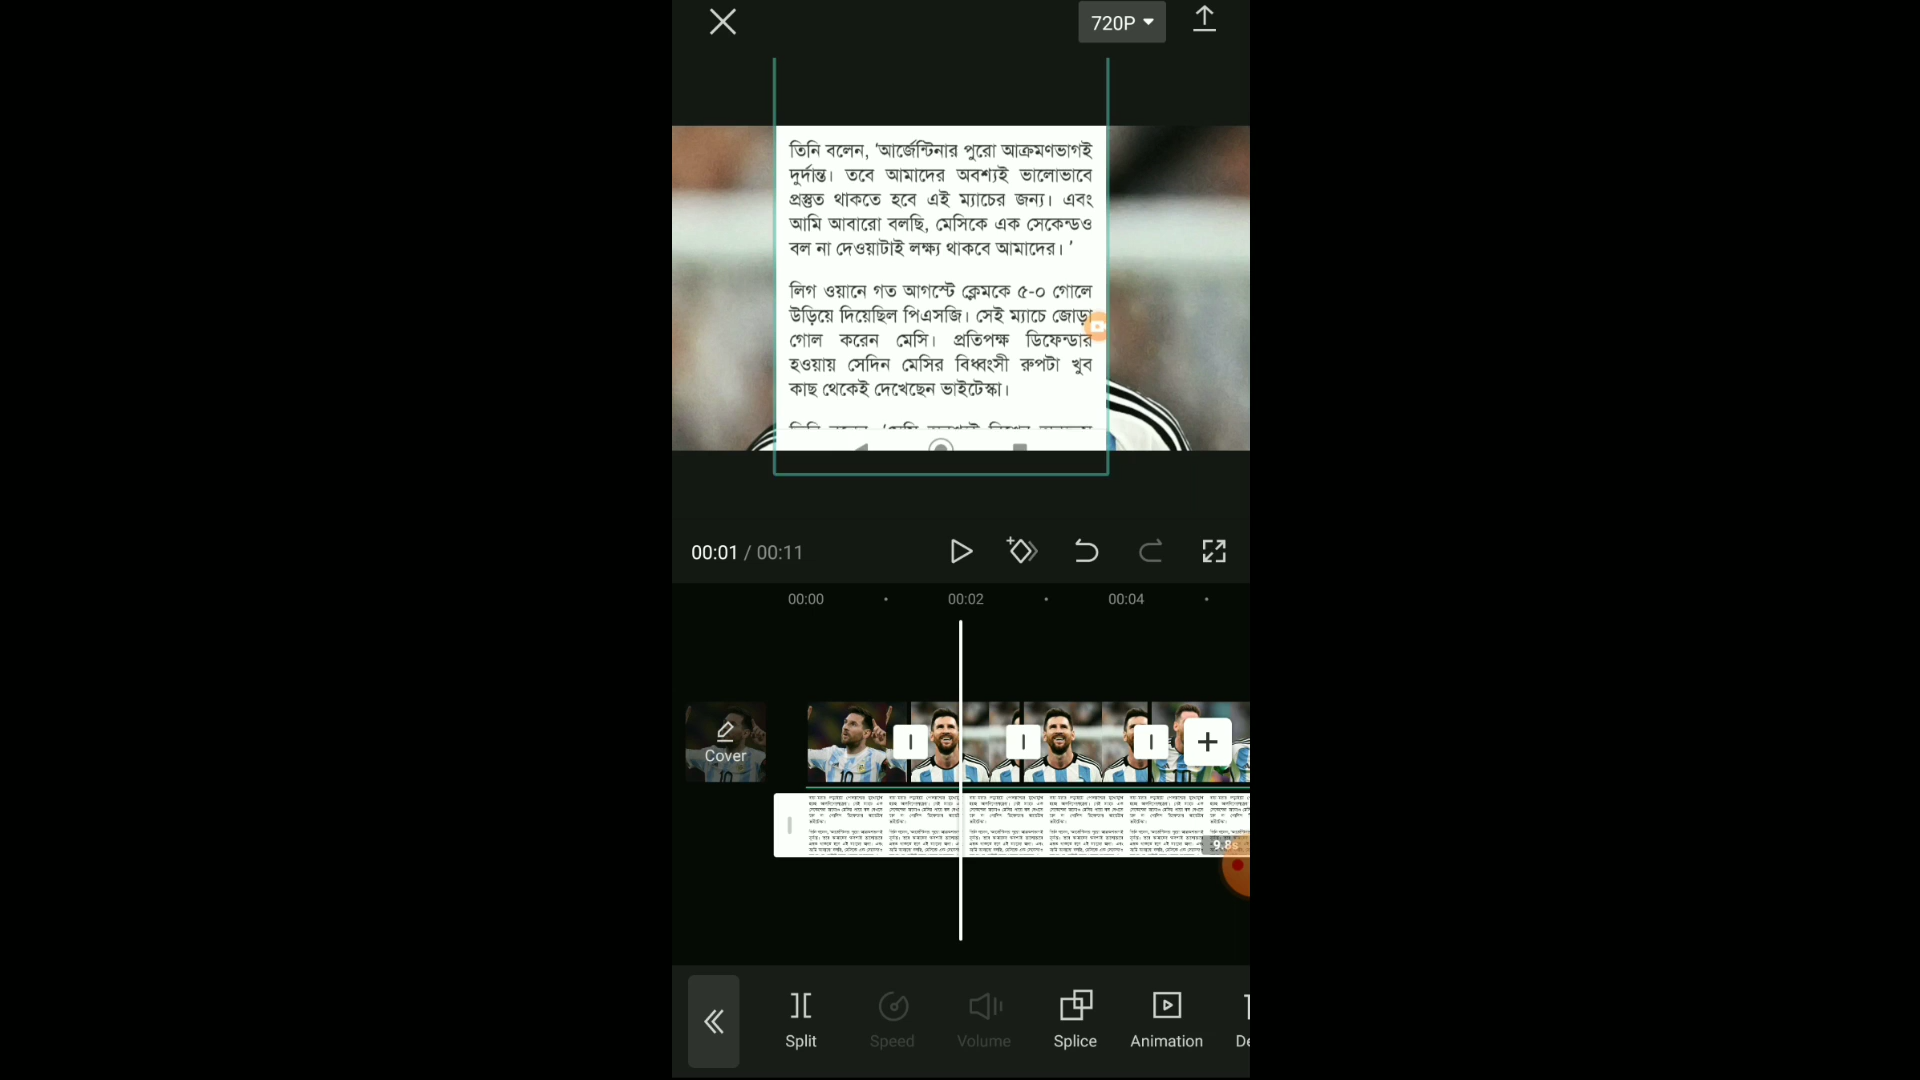 720P
তিনি বলেন, ‘আর্জেন্টিনার পুরো আক্রমণভাগই
দুর্দান্ত। তবে আমাদের অবশ্যই ভালোভাবে
প্রস্তুত থাকতে হবে এই ম্যাচের জন্য। এবং
আমি আবারো বলছি, মেসিকে এক সেকেন্ডও
বল না দেওয়াটাই লক্ষ্য থাকবে আমাদের। ’
লিগ ওয়ানে গত আগস্টে ক্লেমকে ৫-০ গোলে
উড়িয়ে দিয়েছিল পিএসজি। সেই ম্যাচে জোড়া
গোল করেন মেসি। প্রতিপক্ষ ডিফেন্ডার
হওয়ায় সেদিন মেসির বিধ্বংসী রুপটা খুব
কাছ থেকেই দেখেছেন ভাইটেস্কা।
00:01 / 00:11
00:00 00:02 00:04
Cover
10
-9.8s
Split Speed Volume Splice Animation De